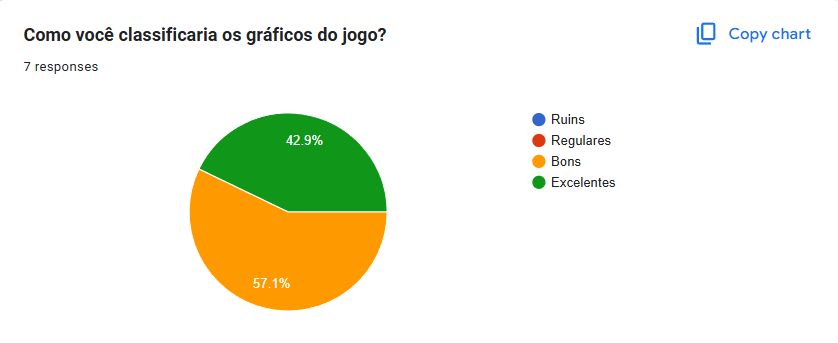 Como você classificaria os gráficos do jogo?
Copy chart
7 responses
42.9%
57.1%
Ruins
Regulares
Bons
Excelentes